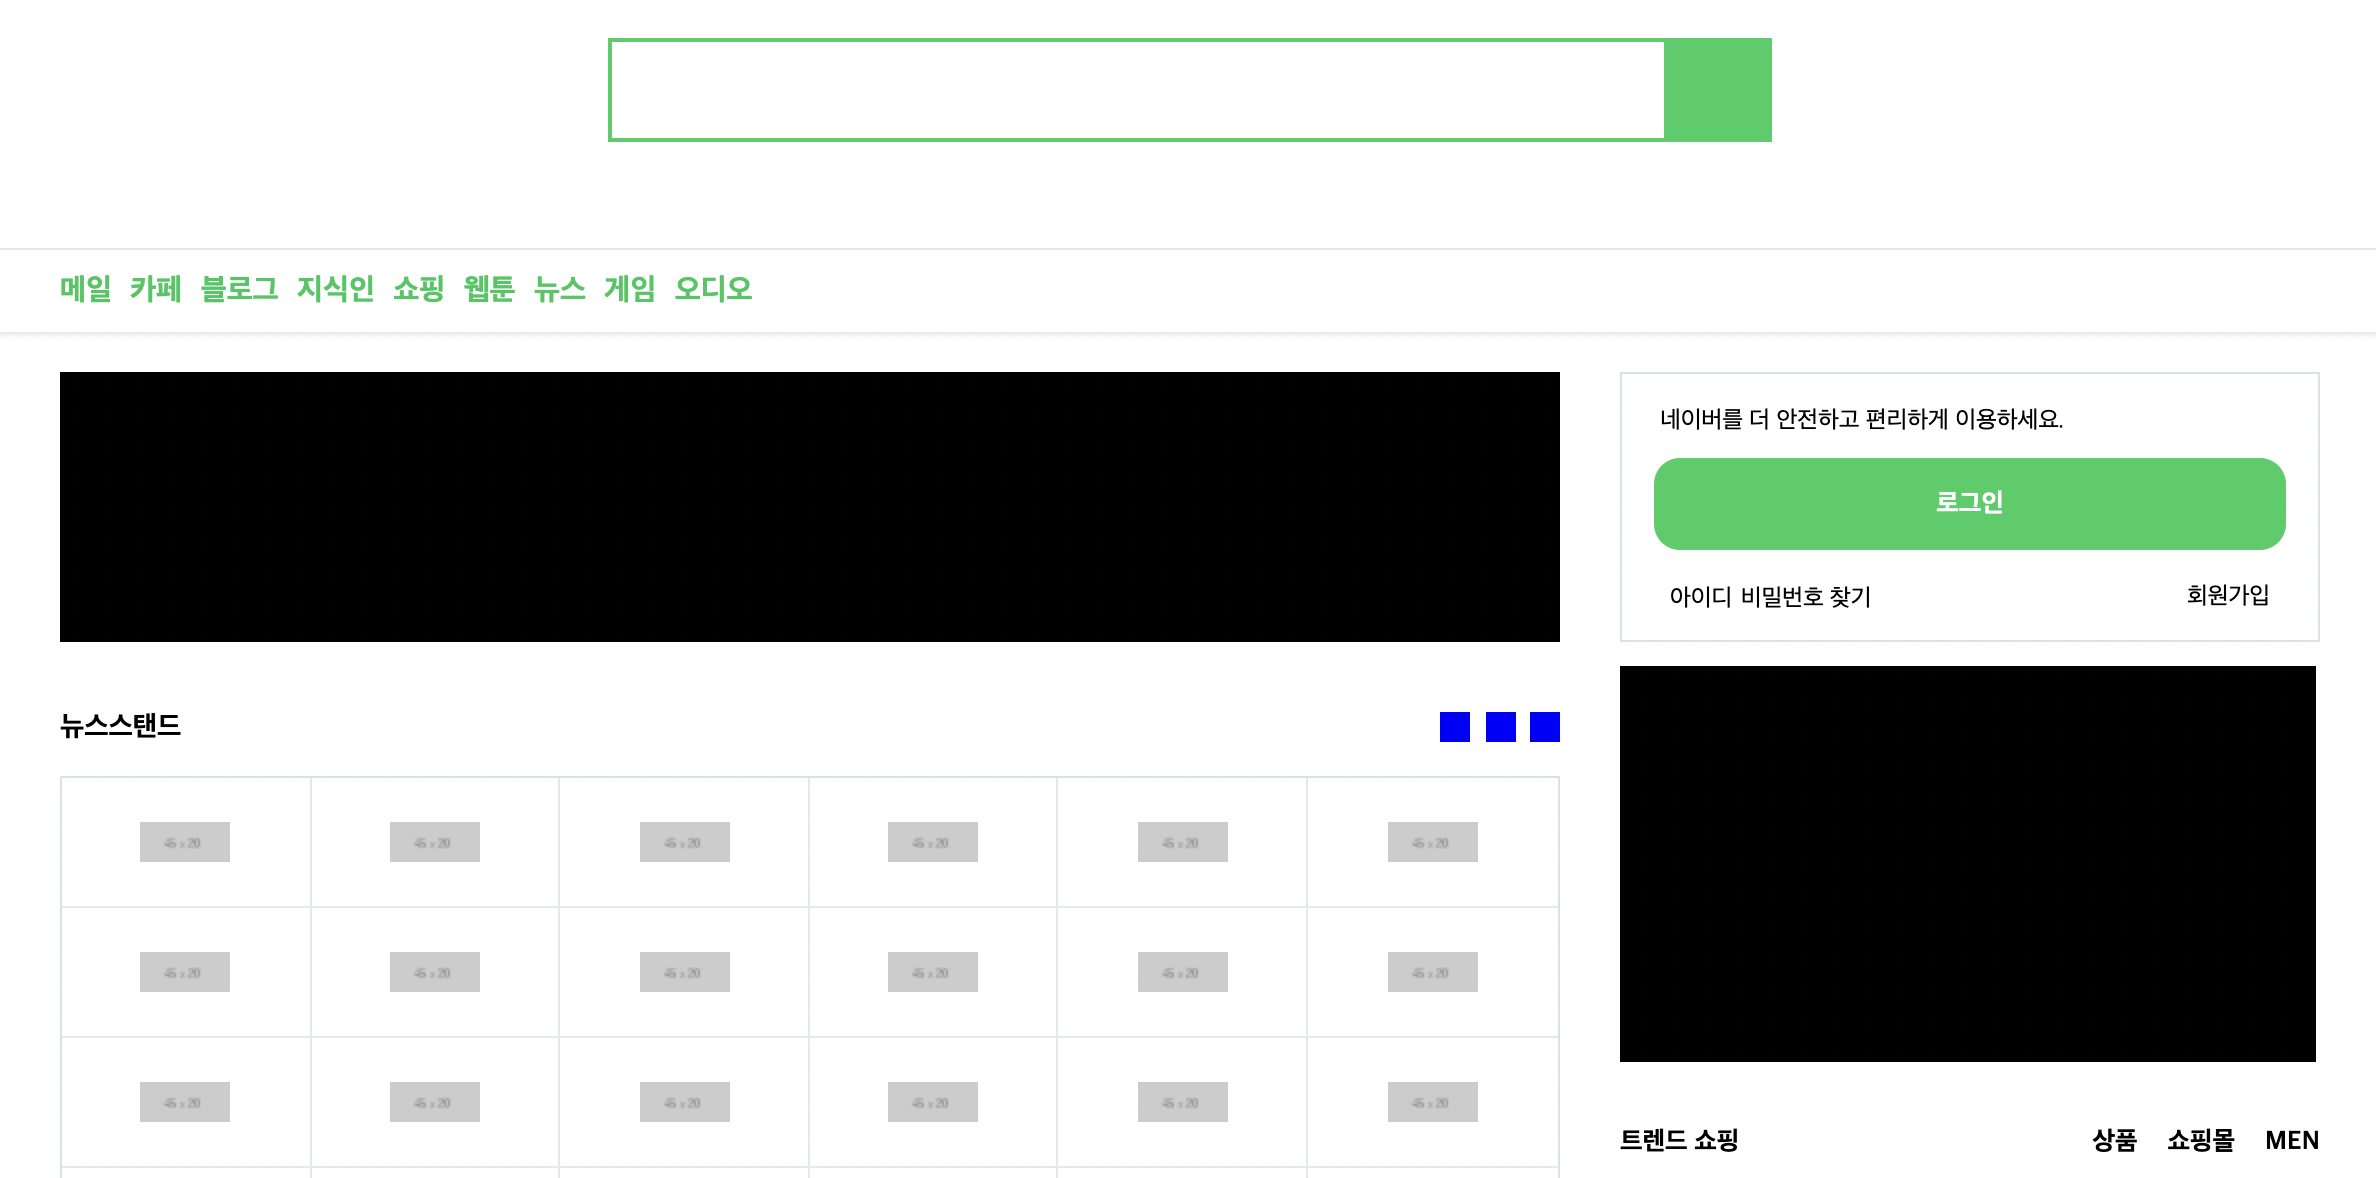 메일 카페 블로그 지식인 쇼핑 웹툰 뉴스 게임 오디오
네이버를 더 안전하고 편리하게 이용하세요.
로그인
아이디 비밀번호 찾기 회원가입
뉴스스탠드
45 x 20 45 x 20 45 x 20 45 x 20 45 x 20 45 x 20
45 x 20 45 x 20 45 x 20 45 x 20 45 x 20 45 x 20
45 x 20 45 x 20 45 x 20 45 x 20 45 x 20 45 x 20
트렌드 쇼핑 상품 쇼핑몰 MEN